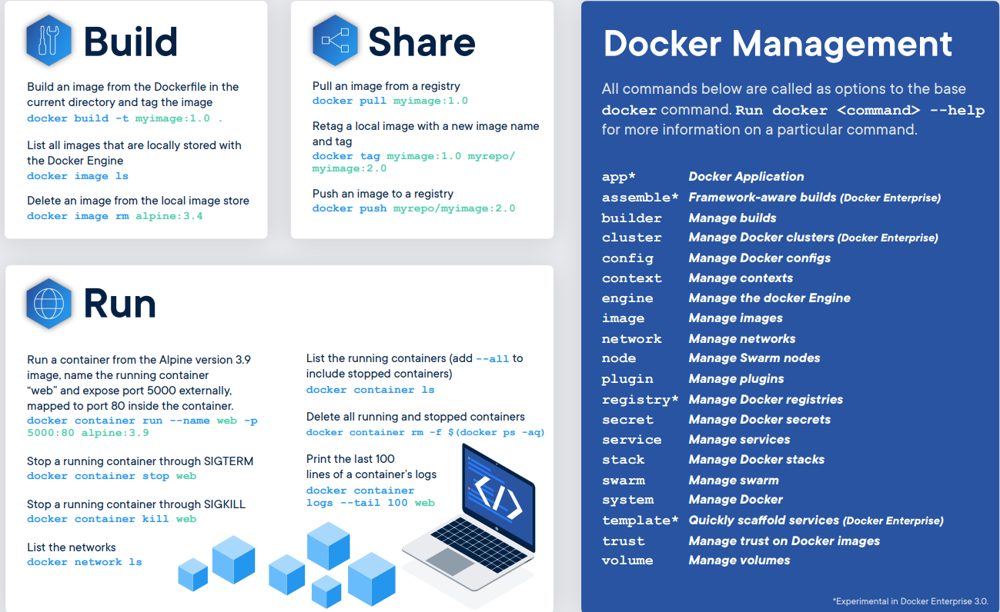 Build
Build an image from the Dockerfile in the
current directory and tag the image
docker build -t myimage:1.0 .
List all images that are locally stored with
the Docker Engine
docker image ls
Delete an image from the local image store
docker image rm alpine:3.4
Share
Pull an image from a registry
docker pull myimage:1.0
Retag a local image with a new image name
and tag
docker tag myimage:1.0 myrepo/
myimage:2.0
Push an image to a registry
docker push myrepo/myimage:2.0
Run
Run a container from the Alpine version 3.9
image, name the running container
“web” and expose port 5000 externally,
mapped to port 80 inside the container.
docker container run --name web -p
5000:80 alpine:3.9
Stop a running container through SIGTERM
docker container stop web
Stop a running container through SIGKILL
docker container kill web
List the networks
docker network ls
List the running containers (add --all to
include stopped containers)
docker container ls
Delete all running and stopped containers
docker container rm -f $(docker ps -aq)
Print the last 100
lines of a container’s logs
docker container
logs --tail 100 web
</>
Docker Management
All commands below are called as options to the base
docker command. Run docker <command> --help
for more information on a particular command.
app* Docker Application
assemble* Framework-aware builds (Docker Enterprise)
builder Manage builds
cluster Manage Docker clusters (Docker Enterprise)
config Manage Docker configs
context Manage contexts
engine Manage the docker Engine
image Manage images
network Manage networks
node Manage Swarm nodes
plugin Manage plugins
registry* Manage Docker registries
secret Manage Docker secrets
service Manage services
stack Manage Docker stacks
swarm Manage swarm
system Manage Docker
template* Quickly scaffold services (Docker Enterprise)
trust Manage trust on Docker images
volume Manage volumes
*Experimental in Docker Enterprise 3.0.